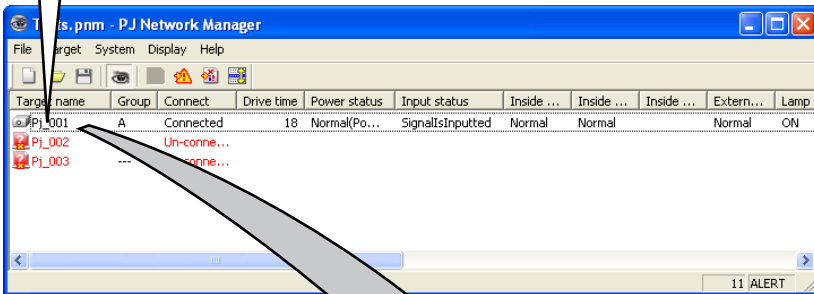 s.pnm - PJ Network Manager
File Target System Display Help
Target name Group Connect Drive time Power status Input status Inside ... Inside ... Inside ... Extern... Lamp
Pj_001 A Connected 18 Normal(Po... SignalIsInputted Normal Normal Normal ON
Pj_002 Un-conne...
Pj_003 ---
11 ALERT